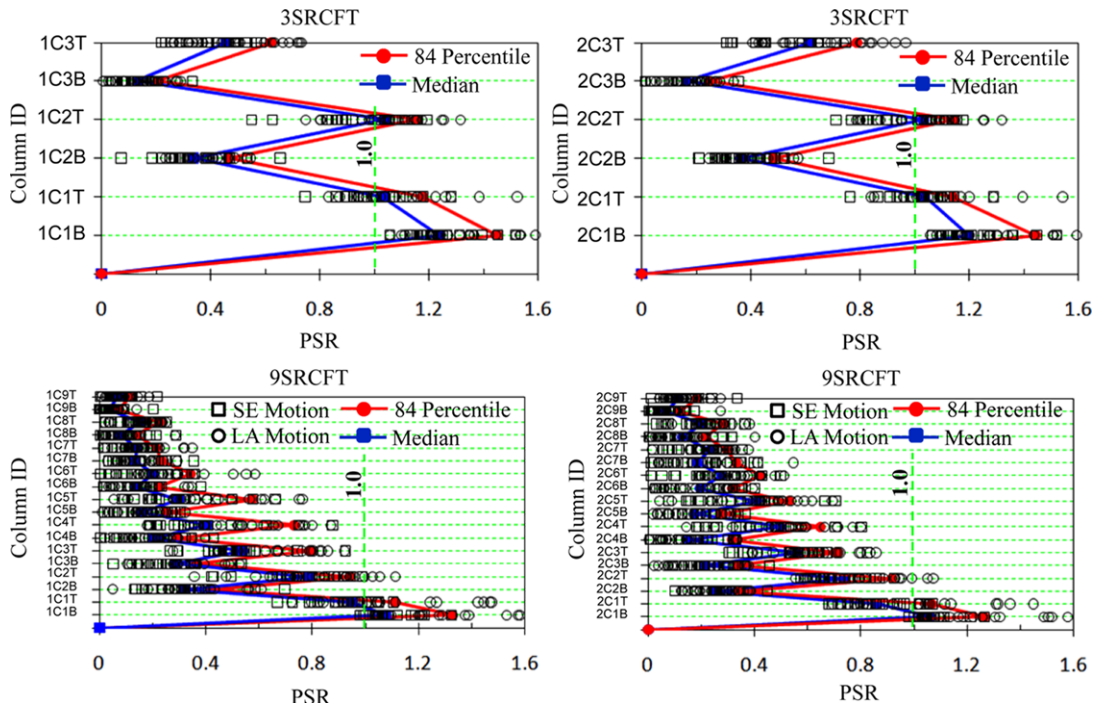 3SRCFT
1C3T
1C3B
1C2T
1C2B
1C1T
1C1B
Column ID
84 Percentile
Median
1.0
0
0.4
0.8
1.2
1.6
PSR
3SRCFT
2C3T
2C3B
2C2T
2C2B
2C1T
2C1B
Column ID
84 Percentile
Median
1.0
0
0.4
0.8
1.2
1.6
PSR
9SRCFT
1C9T
1C9B
1C8T
1C8B
1C7T
1C7B
1C6T
1C6B
1C5T
1C5B
1C4T
1C4B
1C3T
1C3B
1C2T
1C2B
1C1T
1C1B
Column ID
SE Motion
84 Percentile
LA Motion
Median
1.0
0
0.4
0.8
1.2
1.6
PSR
9SRCFT
2C9T
2C9B
2C8T
2C8B
2C7T
2C7B
2C6T
2C6B
2C5T
2C5B
2C4T
2C4B
2C3T
2C3B
2C2T
2C2B
2C1T
2C1B
Column ID
SE Motion
84 Percentile
LA Motion
Median
1.0
0
0.4
0.8
1.2
1.6
PSR